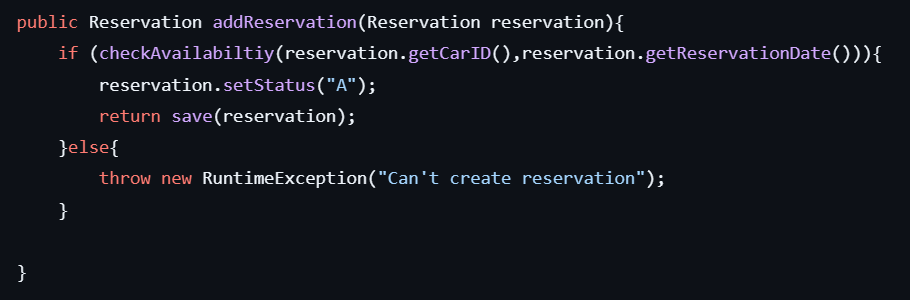 public Reservation addReservation(Reservation reservation){
    if (checkAvailabiltiy(reservation.getCarID(),reservation.getReservationDate())){
        reservation.setStatus("A");
        return save(reservation);
    }else{
        throw new RuntimeException("Can't create reservation");
    }
}